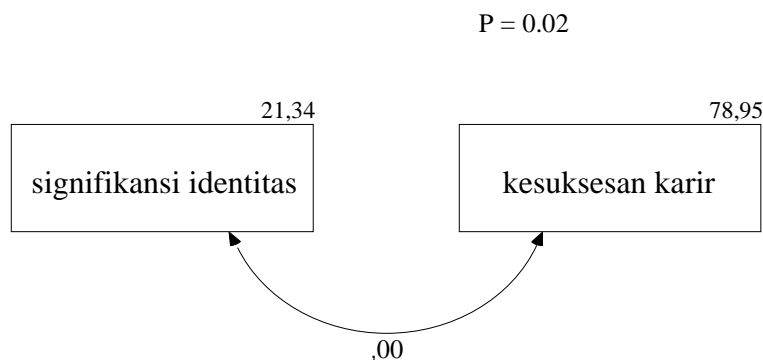 P = 0.02
21,34
78,95
signifikansi identitas
kesuksesan karir
,00